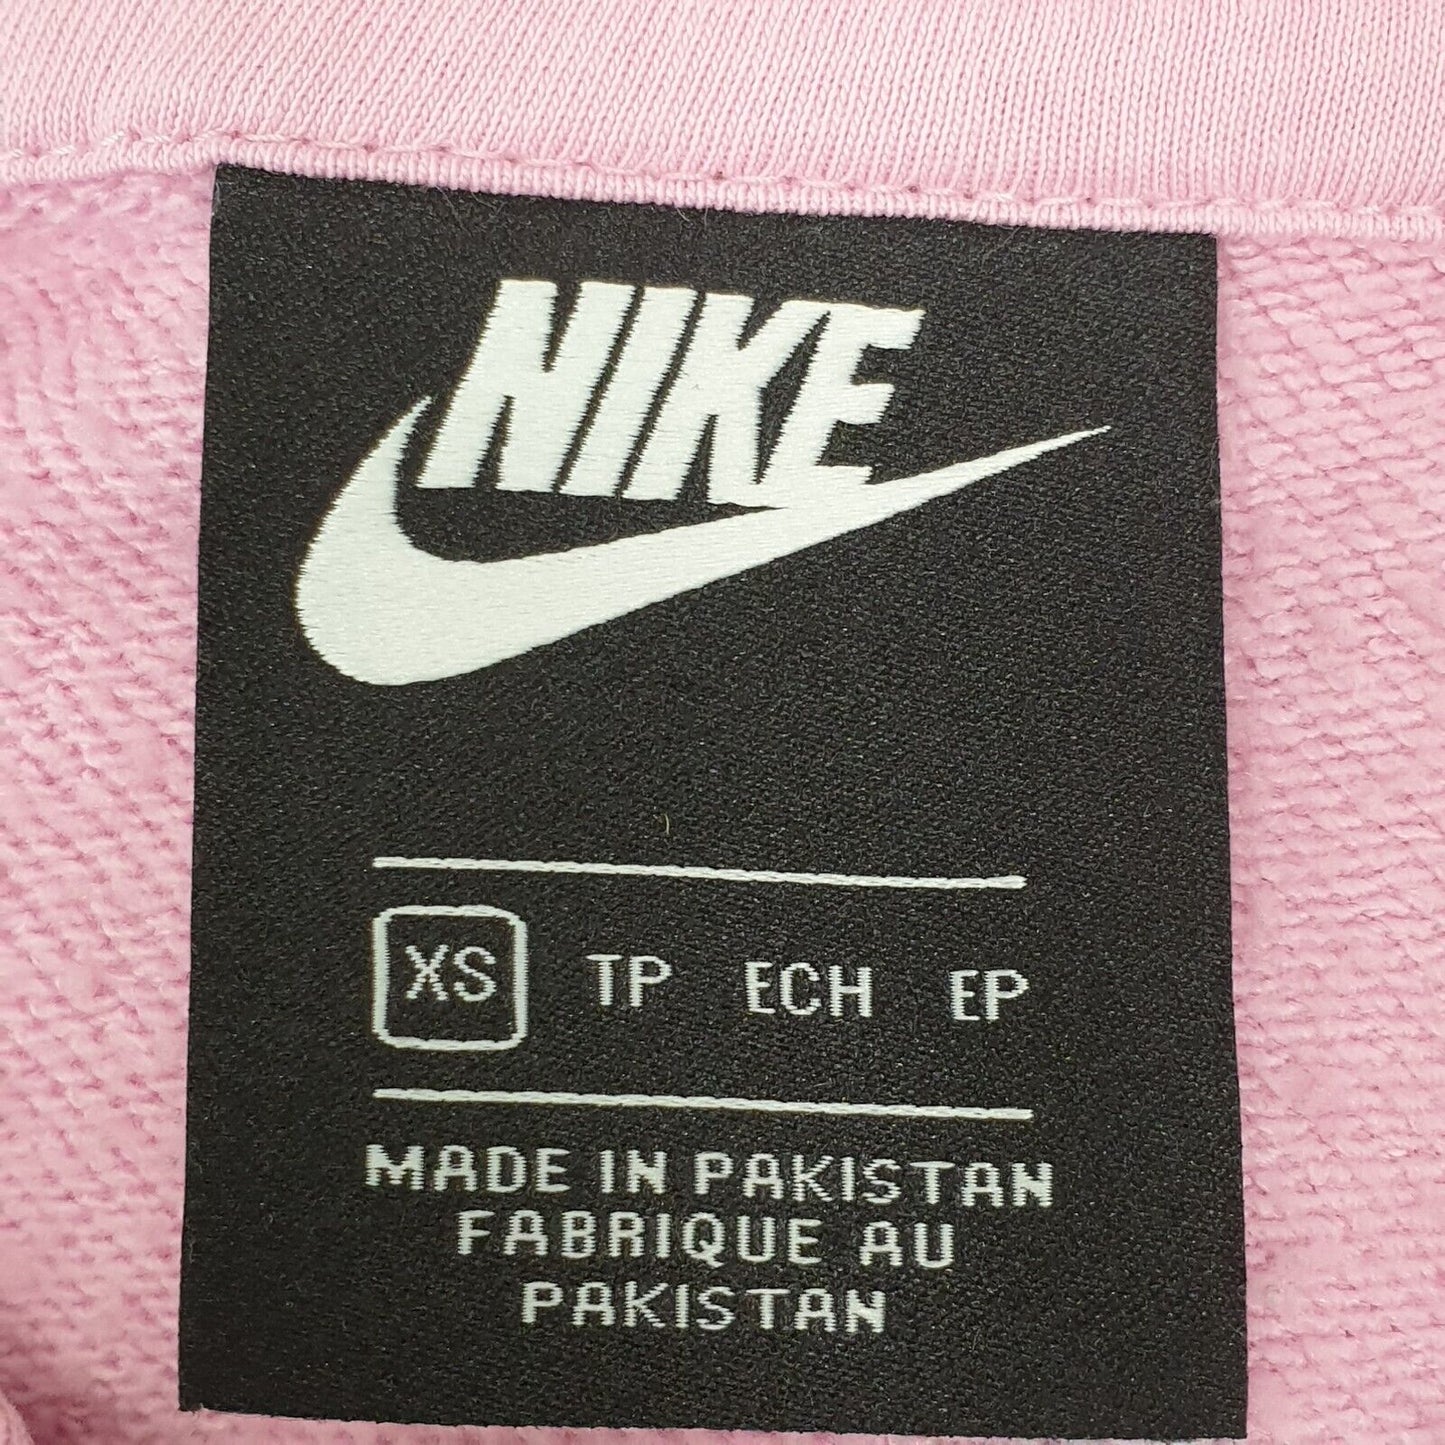 NIKE
XS TP ECH EP
MADE IN PAKISTAN
FABRIQUE AU
PAKISTAN